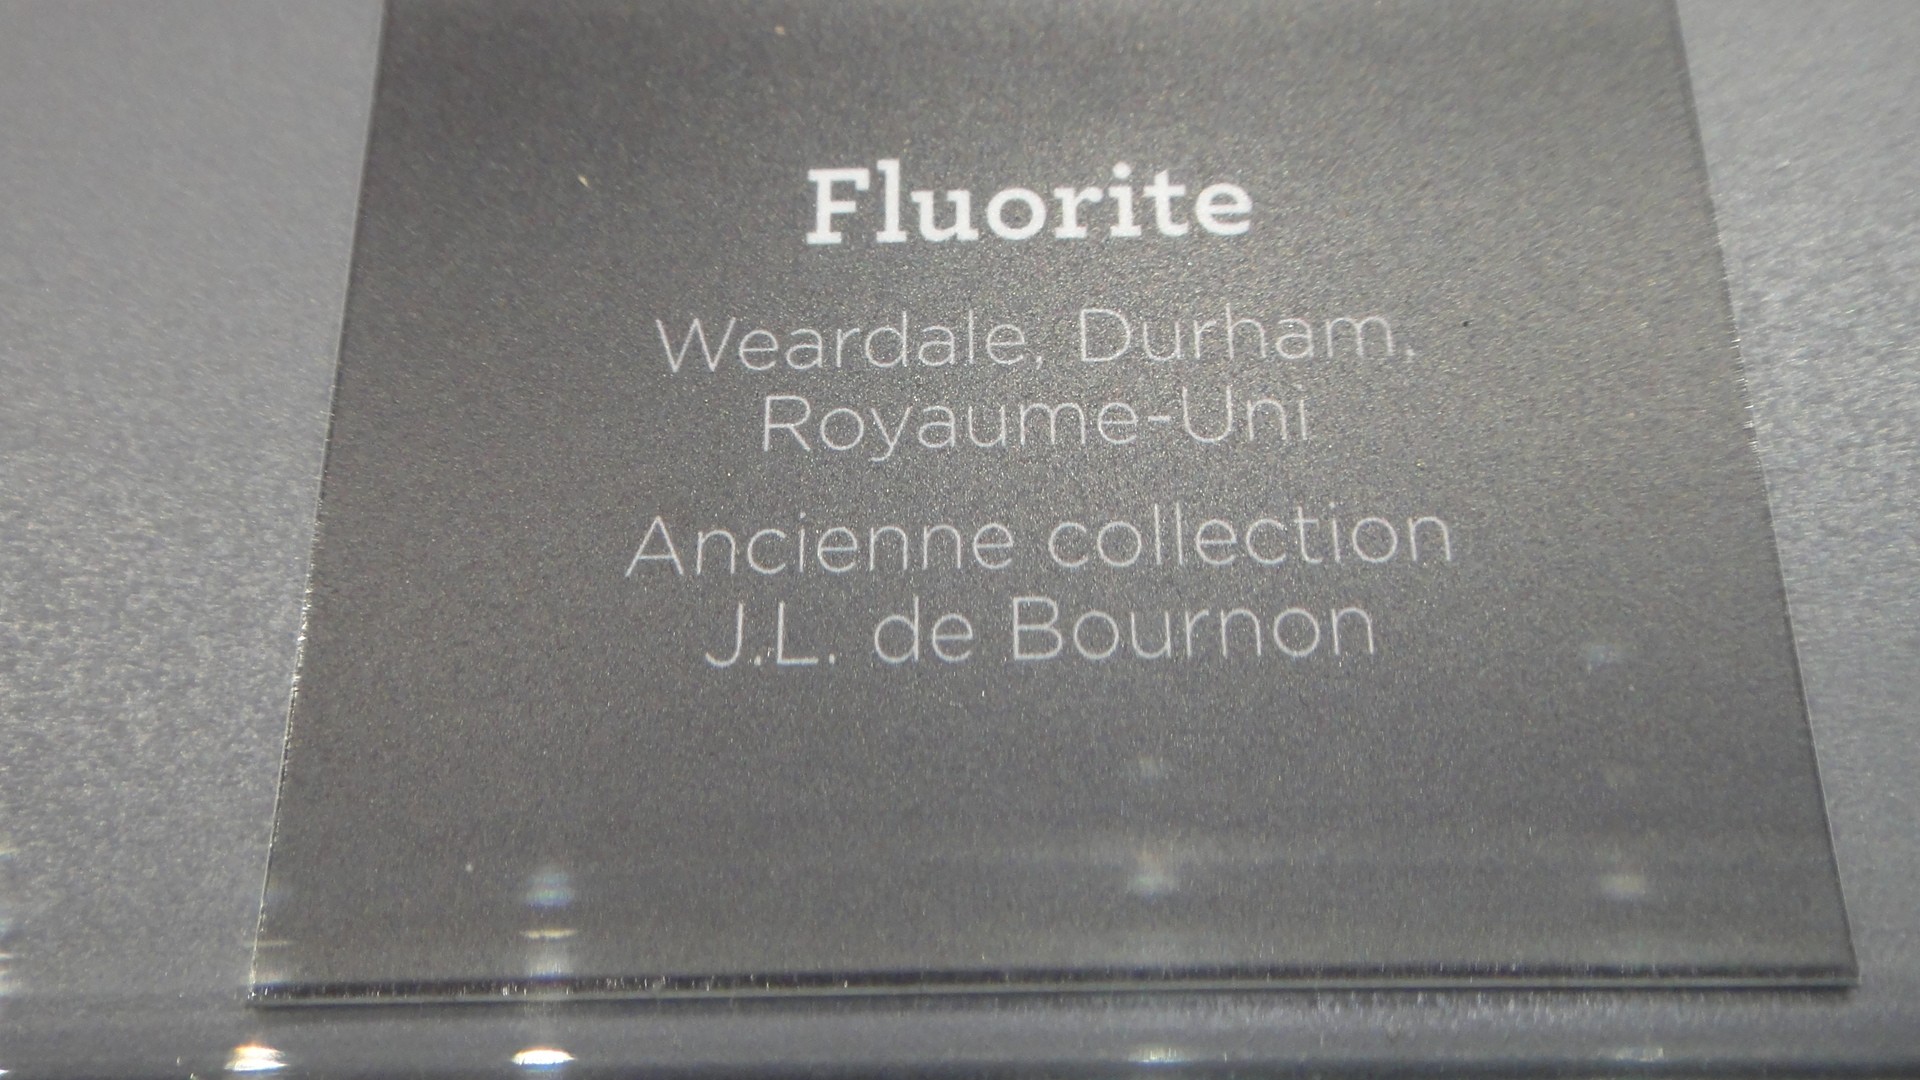 Fluorite
Weardale, Durham,
Royaume-Uni
Ancienne collection
J.L. de Bournon